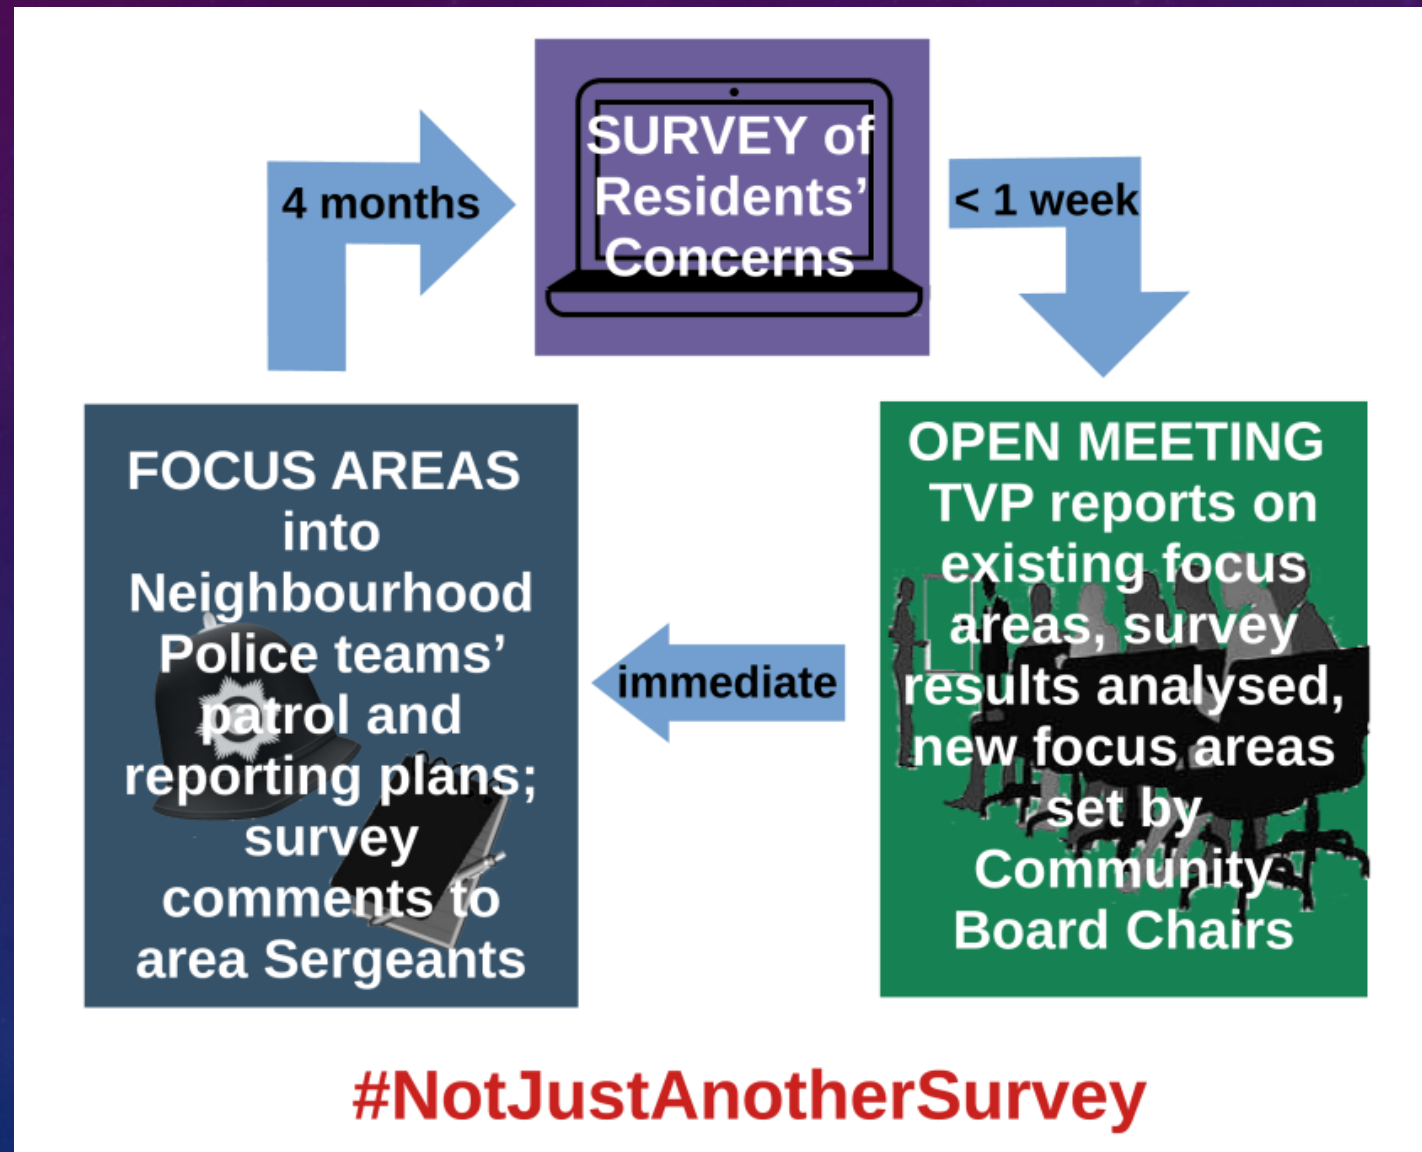 SURVEY of
Residents’
Concerns
4 months
< 1 week
OPEN MEETING
TVP reports on
existing focus
areas, survey
results analysed,
new focus areas
set by
Community
Board Chairs
immediate
FOCUS AREAS
into
Neighbourhood
Police teams’
patrol and
reporting plans;
survey
comments to
area Sergeants
#NotJustAnotherSurvey